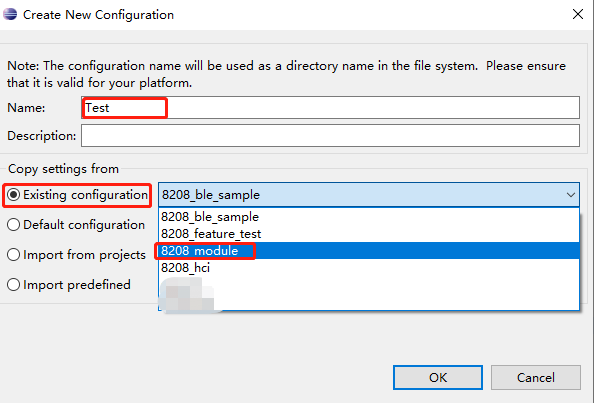 Create New Configuration
Note: The configuration name will be used as a directory name in the file system.  Please ensure
that it is valid for your platform.
Name: Test
Description:
Copy settings from
Existing configuration 8208_ble_sample
8208_ble_sample
Default configuration 8208_feature_test
8208_module
Import from projects 8208_hci
Import predefined
OK Cancel